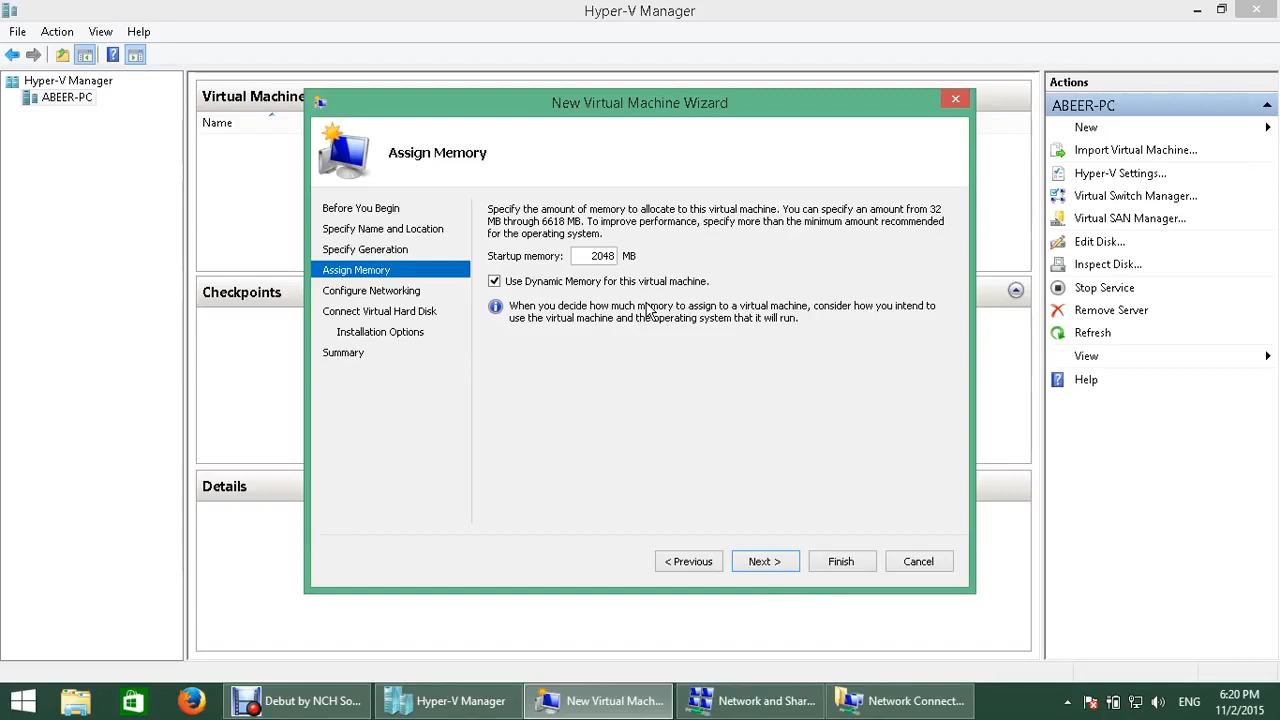 Hyper-V Manager
File Action View Help
Hyper-V Manager
ABEER-PC
Virtual Machine
Name
Checkpoints
Details
New Virtual Machine Wizard
Assign Memory
Before You Begin
Specify Name and Location
Specify Generation
Assign Memory
Configure Networking
Connect Virtual Hard Disk
Installation Options
Summary
Specify the amount of memory to allocate to this virtual machine. You can specify an amount from 32
MB through 6618 MB. To improve performance, specify more than the minimum amount recommended
for the operating system.
Startup memory: 2048 MB
Use Dynamic Memory for this virtual machine.
When you decide how much memory to assign to a virtual machine, consider how you intend to
use the virtual machine and the operating system that it will run.
< Previous
Next >
Finish
Cancel
Actions
ABEER-PC
New
Import Virtual Machine...
Hyper-V Settings...
Virtual Switch Manager...
Virtual SAN Manager...
Edit Disk...
Inspect Disk...
Stop Service
Remove Server
Refresh
View
Help
Debut by NCH So...
Hyper-V Manager
New Virtual Mach...
Network and Shar...
Network Connect...
ENG
6:20 PM
11/2/2015